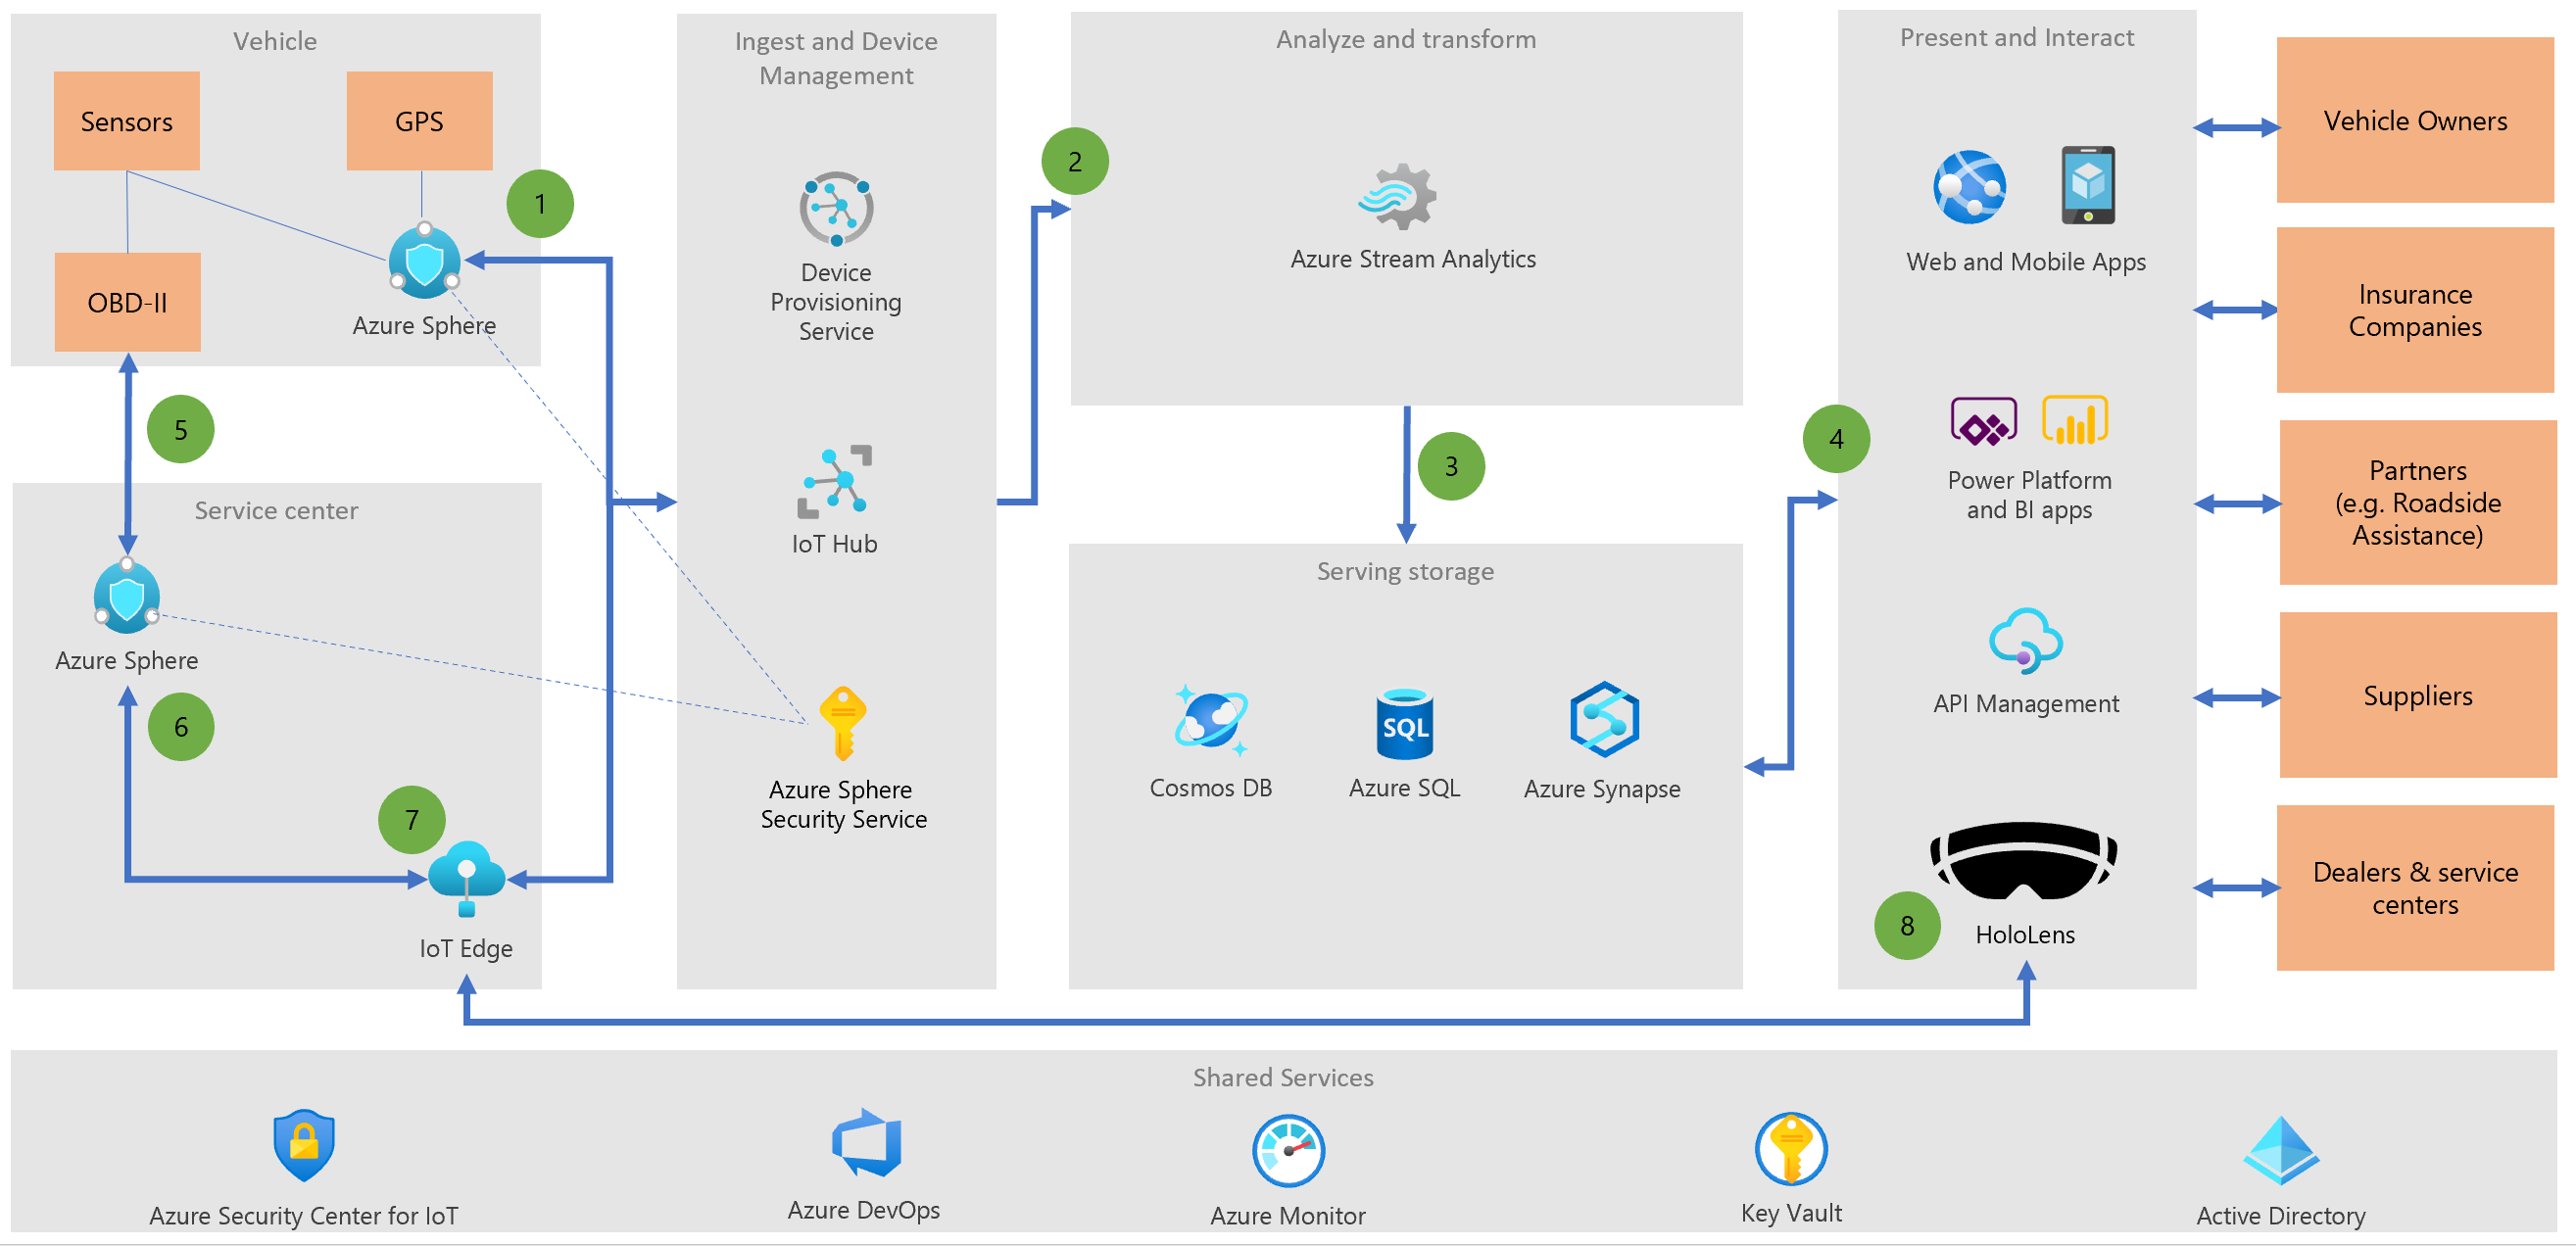 Vehicle
Sensors
GPS
1
OBD-II
Azure Sphere
5
Service center
Azure Sphere
6
7
IoT Edge
Ingest and Device
Management
Device
Provisioning
Service
IoT Hub
Azure Sphere
Security Service
2
Analyze and transform
Azure Stream Analytics
3
Serving storage
SQL
Cosmos DB
Azure SQL
Azure Synapse
4
Present and Interact
Web and Mobile Apps
Power Platform
and BI apps
API Management
8
HoloLens
Vehicle Owners
Insurance
Companies
Partners
(e.g. Roadside
Assistance)
Suppliers
Dealers & service
centers
Shared Services
Azure Security Center for IoT
Azure DevOps
Azure Monitor
Key Vault
Active Directory